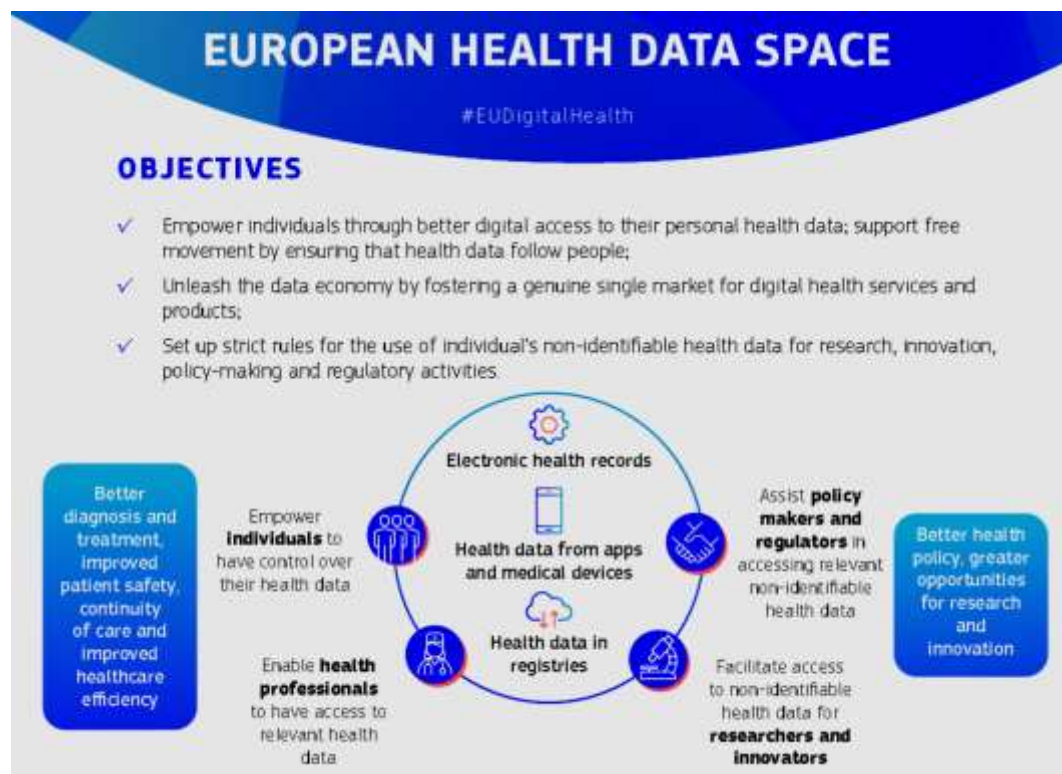 EUROPEAN HEALTH DATA SPACE
#EUDigitalHealth
OBJECTIVES
Empower individuals through better digital access to their personal health data; support free
movement by ensuring that health data follow people;
Unleash the data economy by fostering a genuine single market for digital health services and
products;
Set up strict rules for the use of individual's non-identifiable health data for research, innovation,
policy-making and regulatory activities.
Better
diagnosis and
treatment,
improved
patient safety,
continuity
of care and
improved
healthcare
efficiency
Empower
individuals to
have control over
their health data
Enable health
professionals
to have access to
relevant health
data
Electronic health records
Health data from apps
and medical devices
Health data in
registries
Assist policy
makers and
regulators in
accessing relevant
non-identifiable
health data
Facilitate access
to non-identifiable
health data for
researchers and
innovators
Better health
policy, greater
opportunities
for research
and
innovation